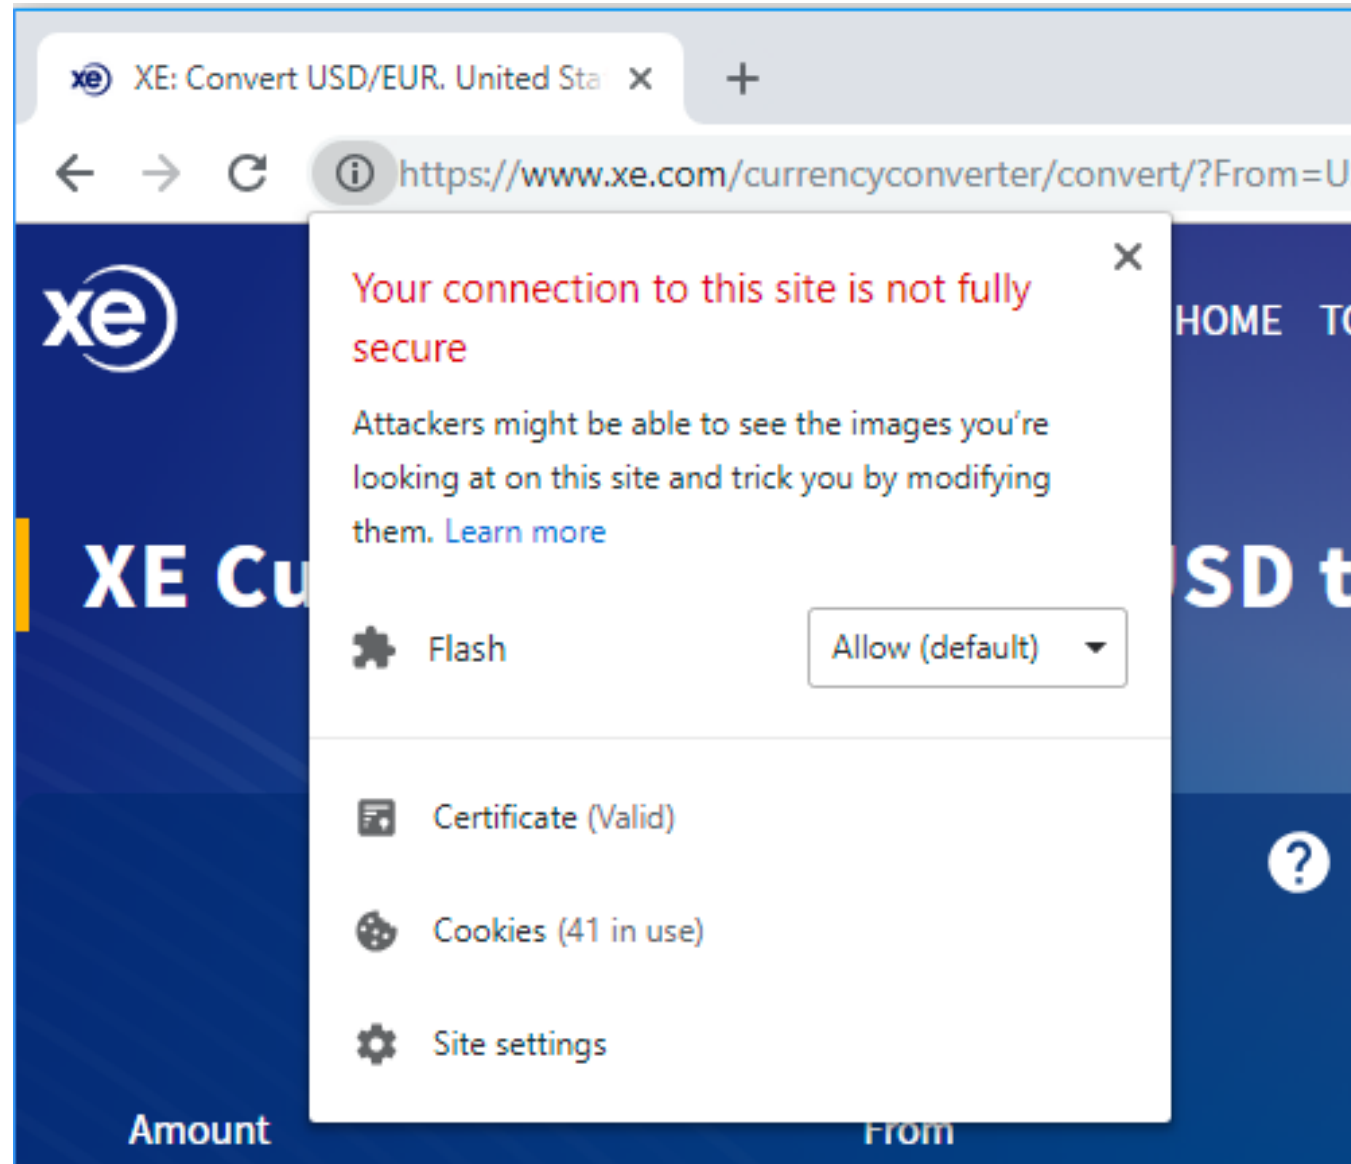 xe XE: Convert USD/EUR. United Sta
https://www.xe.com/currencyconverter/convert/?From=U
xe
HOME
Your connection to this site is not fully
secure
Attackers might be able to see the images you're
looking at on this site and trick you by modifying
them. Learn more
XE Cu
SD t
Flash Allow (default)
Certificate (Valid)
?
Cookies (41 in use)
Site settings
Amount From